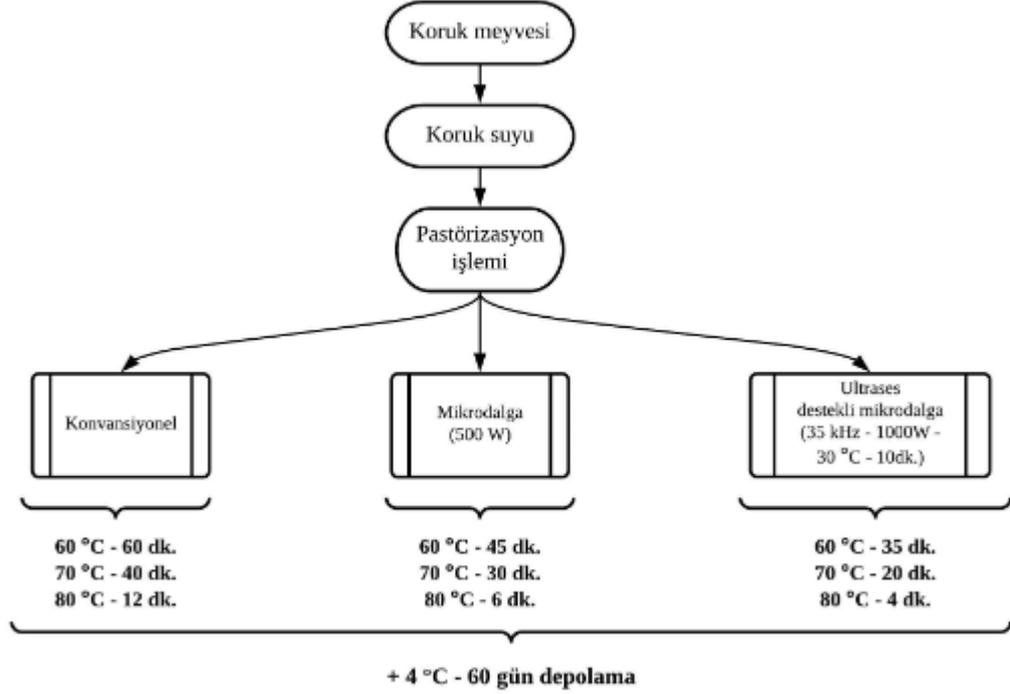 Koruk meyvesi
Koruk suyu
Pastörizasyon
işlemi
Konvansiyonel
Mikrodalga
(500 W)
Ultrases
destekli mikrodalga
(35 kHz - 1000W -
30 °C - 10dk.)
60 °C - 60 dk.
70 °C - 40 dk.
80 °C - 12 dk.
60 °C - 45 dk.
70 °C - 30 dk.
80 °C - 6 dk.
60 °C - 35 dk.
70 °C - 20 dk.
80 °C - 4 dk.
+ 4 °C - 60 gün depolama